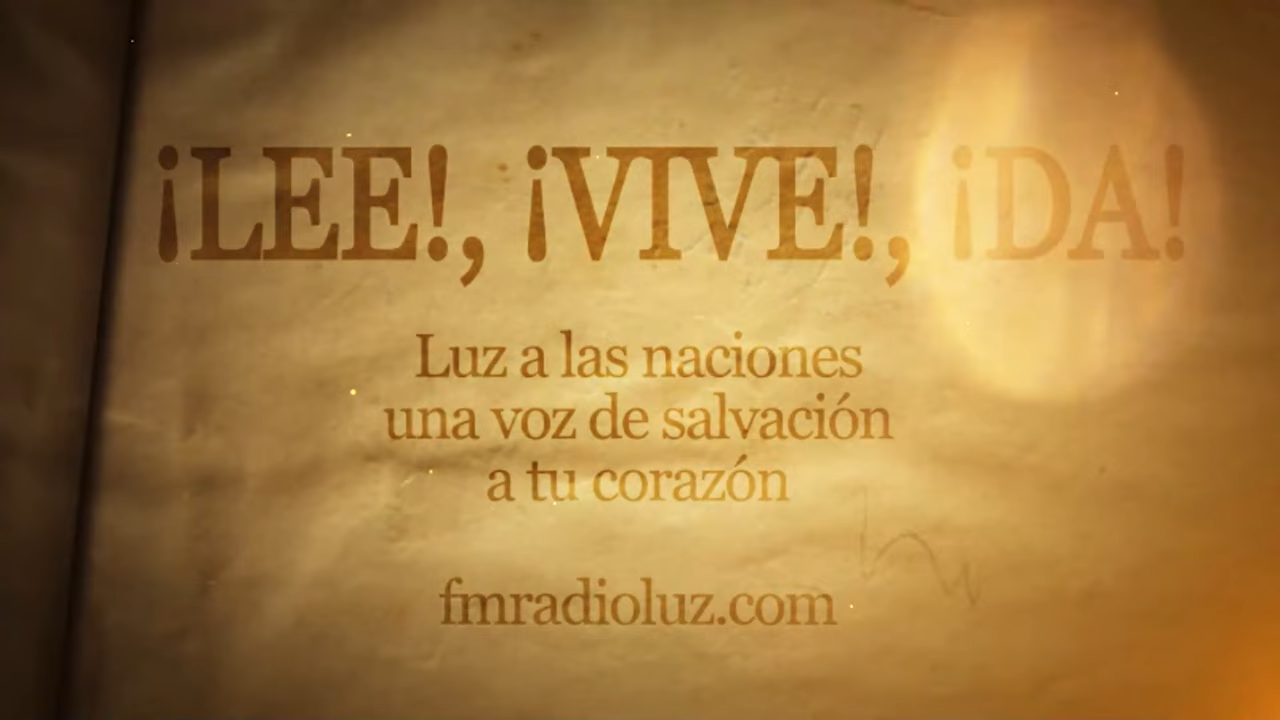 ¡LEE!, ¡VIVE!, ¡DA!
Luz a las naciones
una voz de salvación
a tu corazón
fmradioluz.com